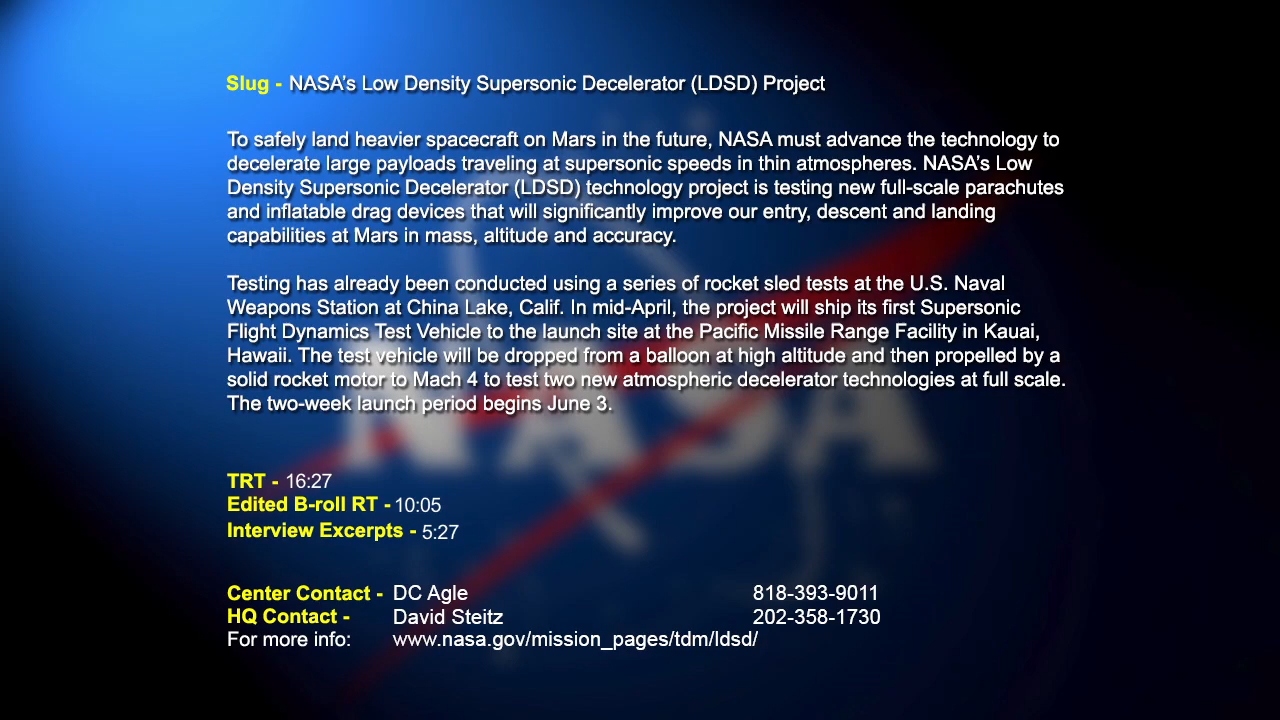 Slug - NASA’s Low Density Supersonic Decelerator (LDSD) Project
To safely land heavier spacecraft on Mars in the future, NASA must advance the technology to
decelerate large payloads traveling at supersonic speeds in thin atmospheres. NASA’s Low
Density Supersonic Decelerator (LDSD) technology project is testing new full-scale parachutes
and inflatable drag devices that will significantly improve our entry, descent and landing
capabilities at Mars in mass, altitude and accuracy.
Testing has already been conducted using a series of rocket sled tests at the U.S. Naval
Weapons Station at China Lake, Calif. In mid-April, the project will ship its first Supersonic
Flight Dynamics Test Vehicle to the launch site at the Pacific Missile Range Facility in Kauai,
Hawaii. The test vehicle will be dropped from a balloon at high altitude and then propelled by a
solid rocket motor to Mach 4 to test two new atmospheric decelerator technologies at full scale.
The two-week launch period begins June 3.
NASA
TRT - 16:27
Edited B-roll RT - 10:05
Interview Excerpts - 5:27
Center Contact - DC Agle 818-393-9011
HQ Contact - David Steitz 202-358-1730
For more info: www.nasa.gov/mission_pages/tdm/ldsd/